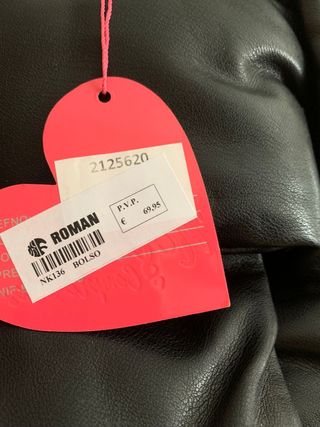 2125620
ROMAN
P.V.P.
€ 69,95
NK136 BOLSO